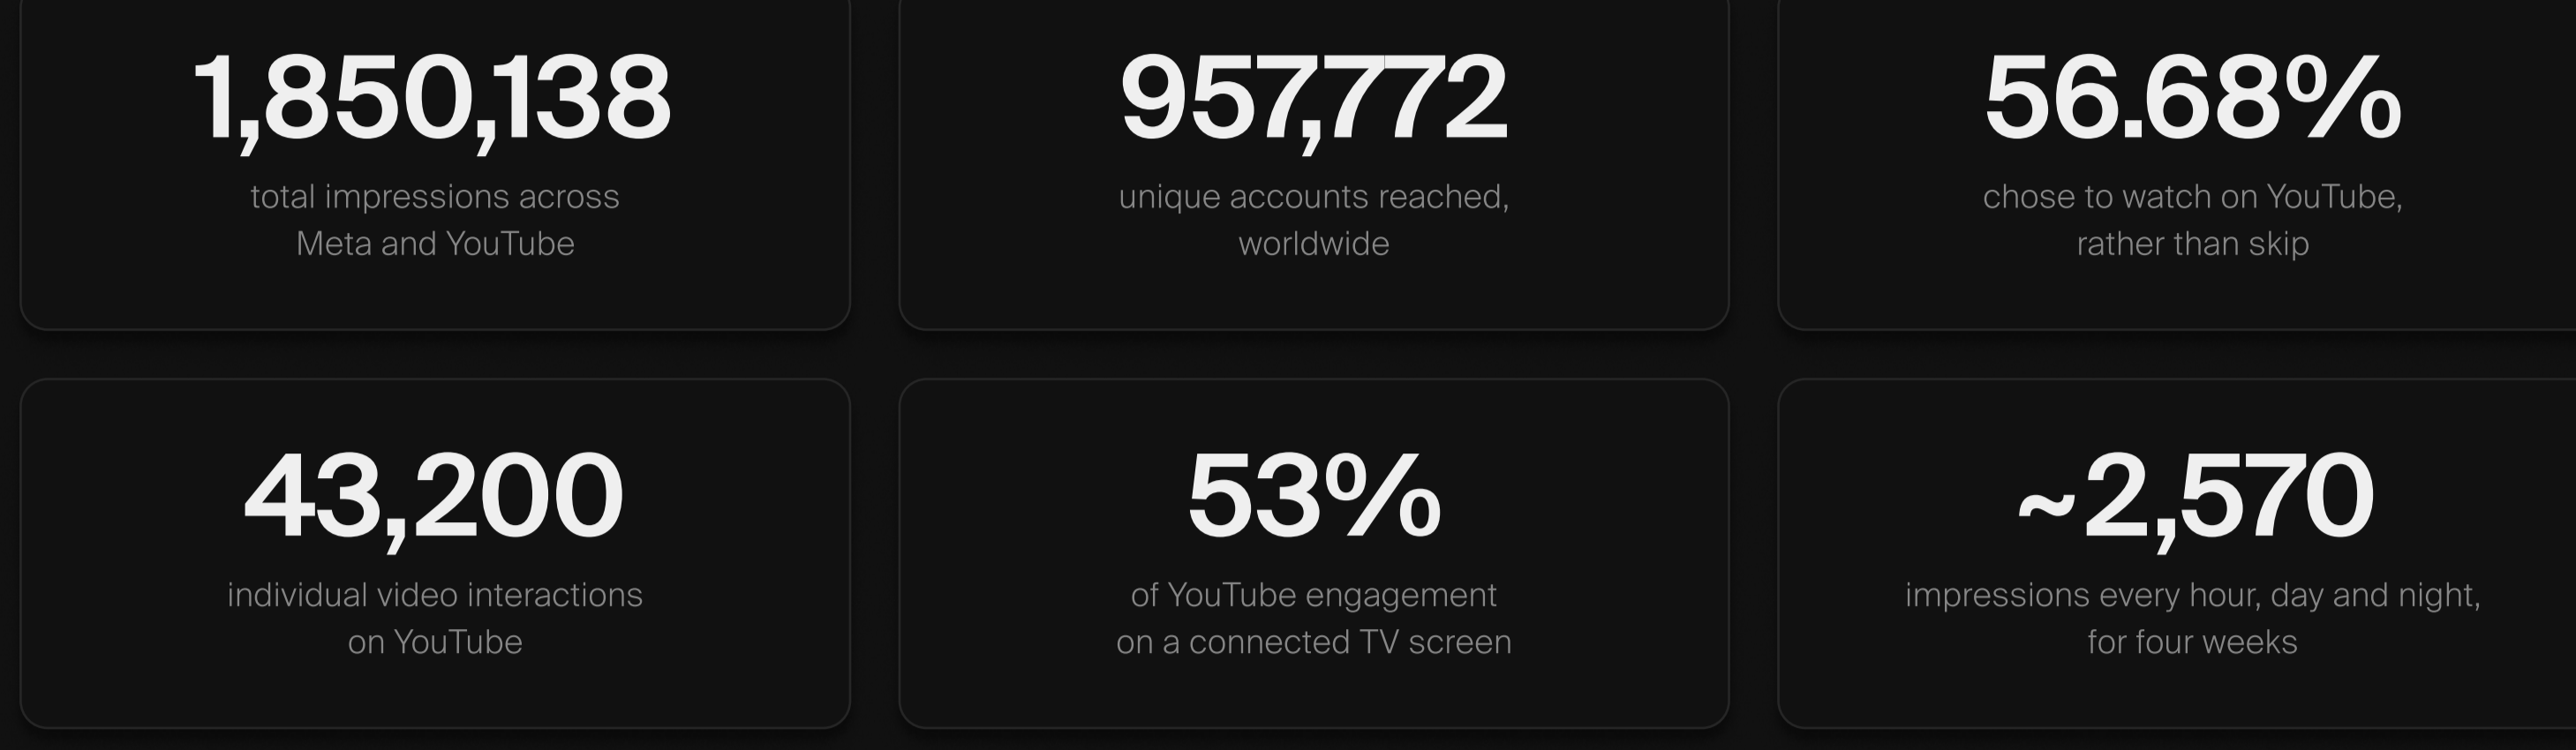 1,850,138
total impressions across
Meta and YouTube
957,772
unique accounts reached,
worldwide
56.68%
chose to watch on YouTube,
rather than skip
43,200
individual video interactions
on YouTube
53%
of YouTube engagement
on a connected TV screen
~2,570
impressions every hour, day and night,
for four weeks